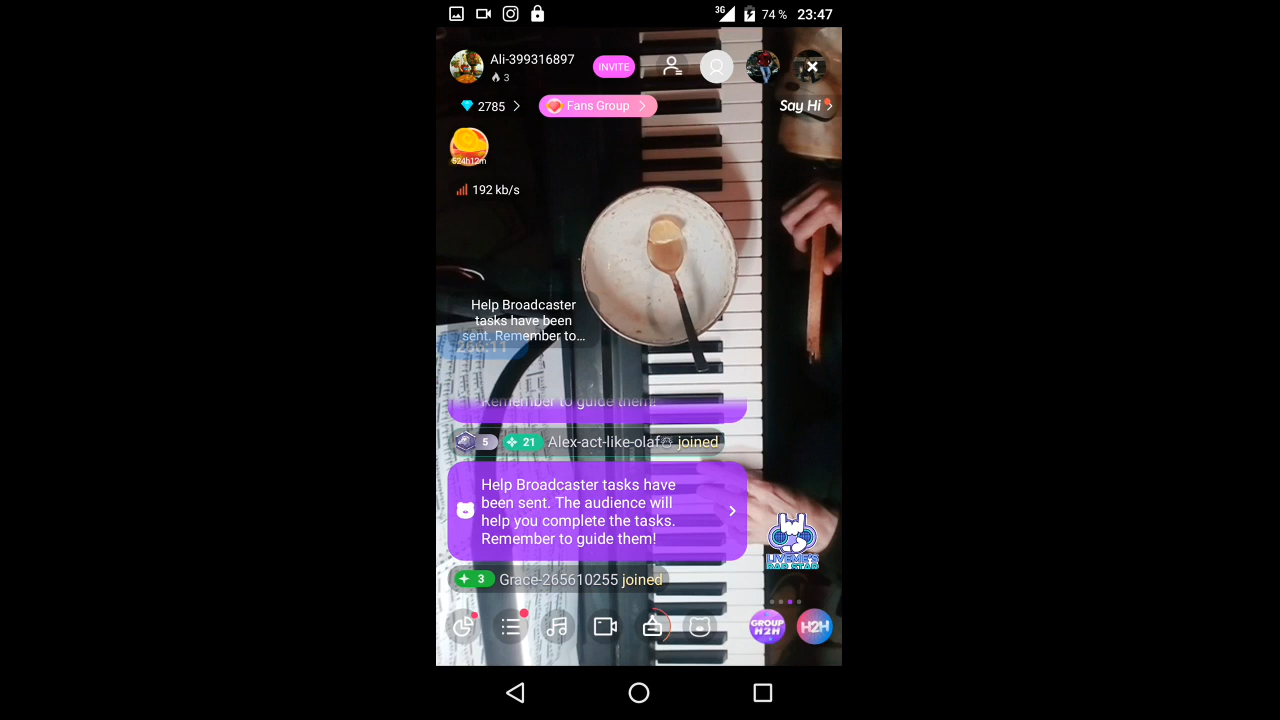 3G 74 % 23:47
Ali-399316897
INVITE
3
2785
Fans Group
Say Hi
524h12m
192 kb/s
Help Broadcaster
tasks have been
sent. Remember to…
Remember to guide them!
5 21 Alex-act-like-olaf☃ joined
Help Broadcaster tasks have
been sent. The audience will
help you complete the tasks.
Remember to guide them!
LIVEME'S
RAP STAR
3 Grace-265610255 joined
GROUP
H2H
H2H